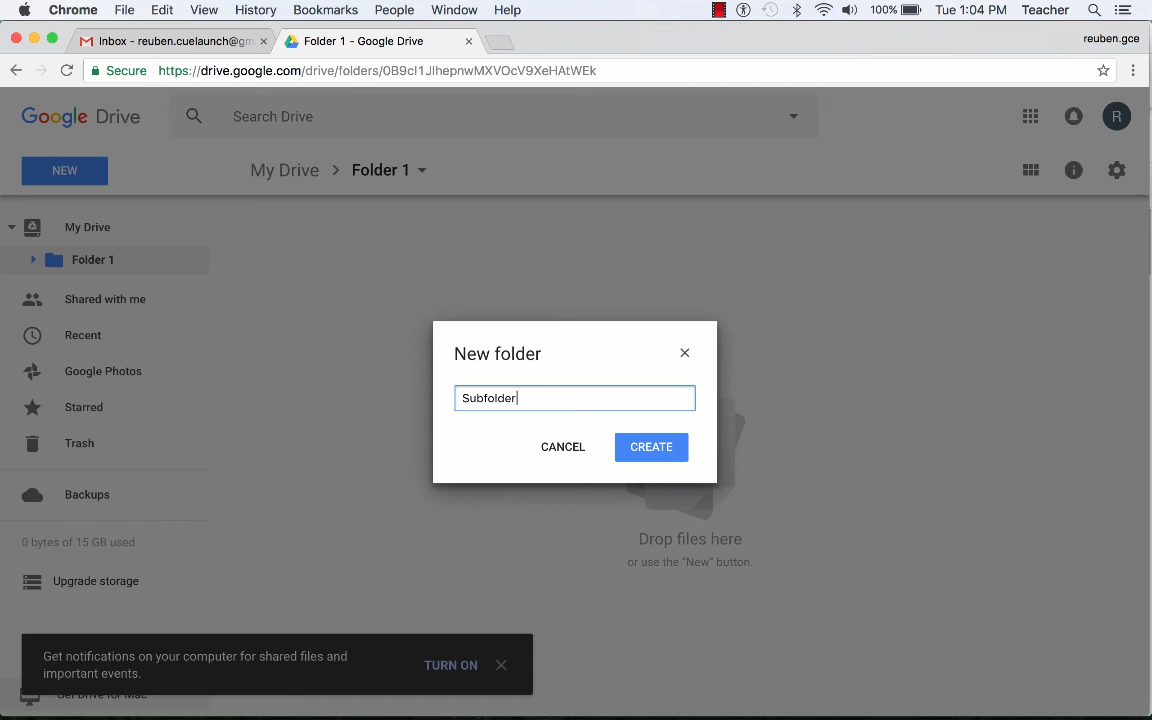 Chrome File Edit View History Bookmarks People Window Help 100% Tue 1:04 PM Teacher
Inbox - reuben.cuelaunch@gm Folder 1 - Google Drive reuben.gce
Secure https://drive.google.com/drive/folders/0B9cI1JlhepnwMXVOcV9XeHAtWEk
Google Drive Search Drive R
NEW My Drive Folder 1
My Drive
Folder 1
Shared with me
Recent
Google Photos
Starred
Trash
Backups
0 bytes of 15 GB used
Upgrade storage
New folder
Subfolder
CANCEL CREATE
Drop files here
or use the “New” button.
Get notifications on your computer for shared files and
important events.
TURN ON
Get Drive for Mac